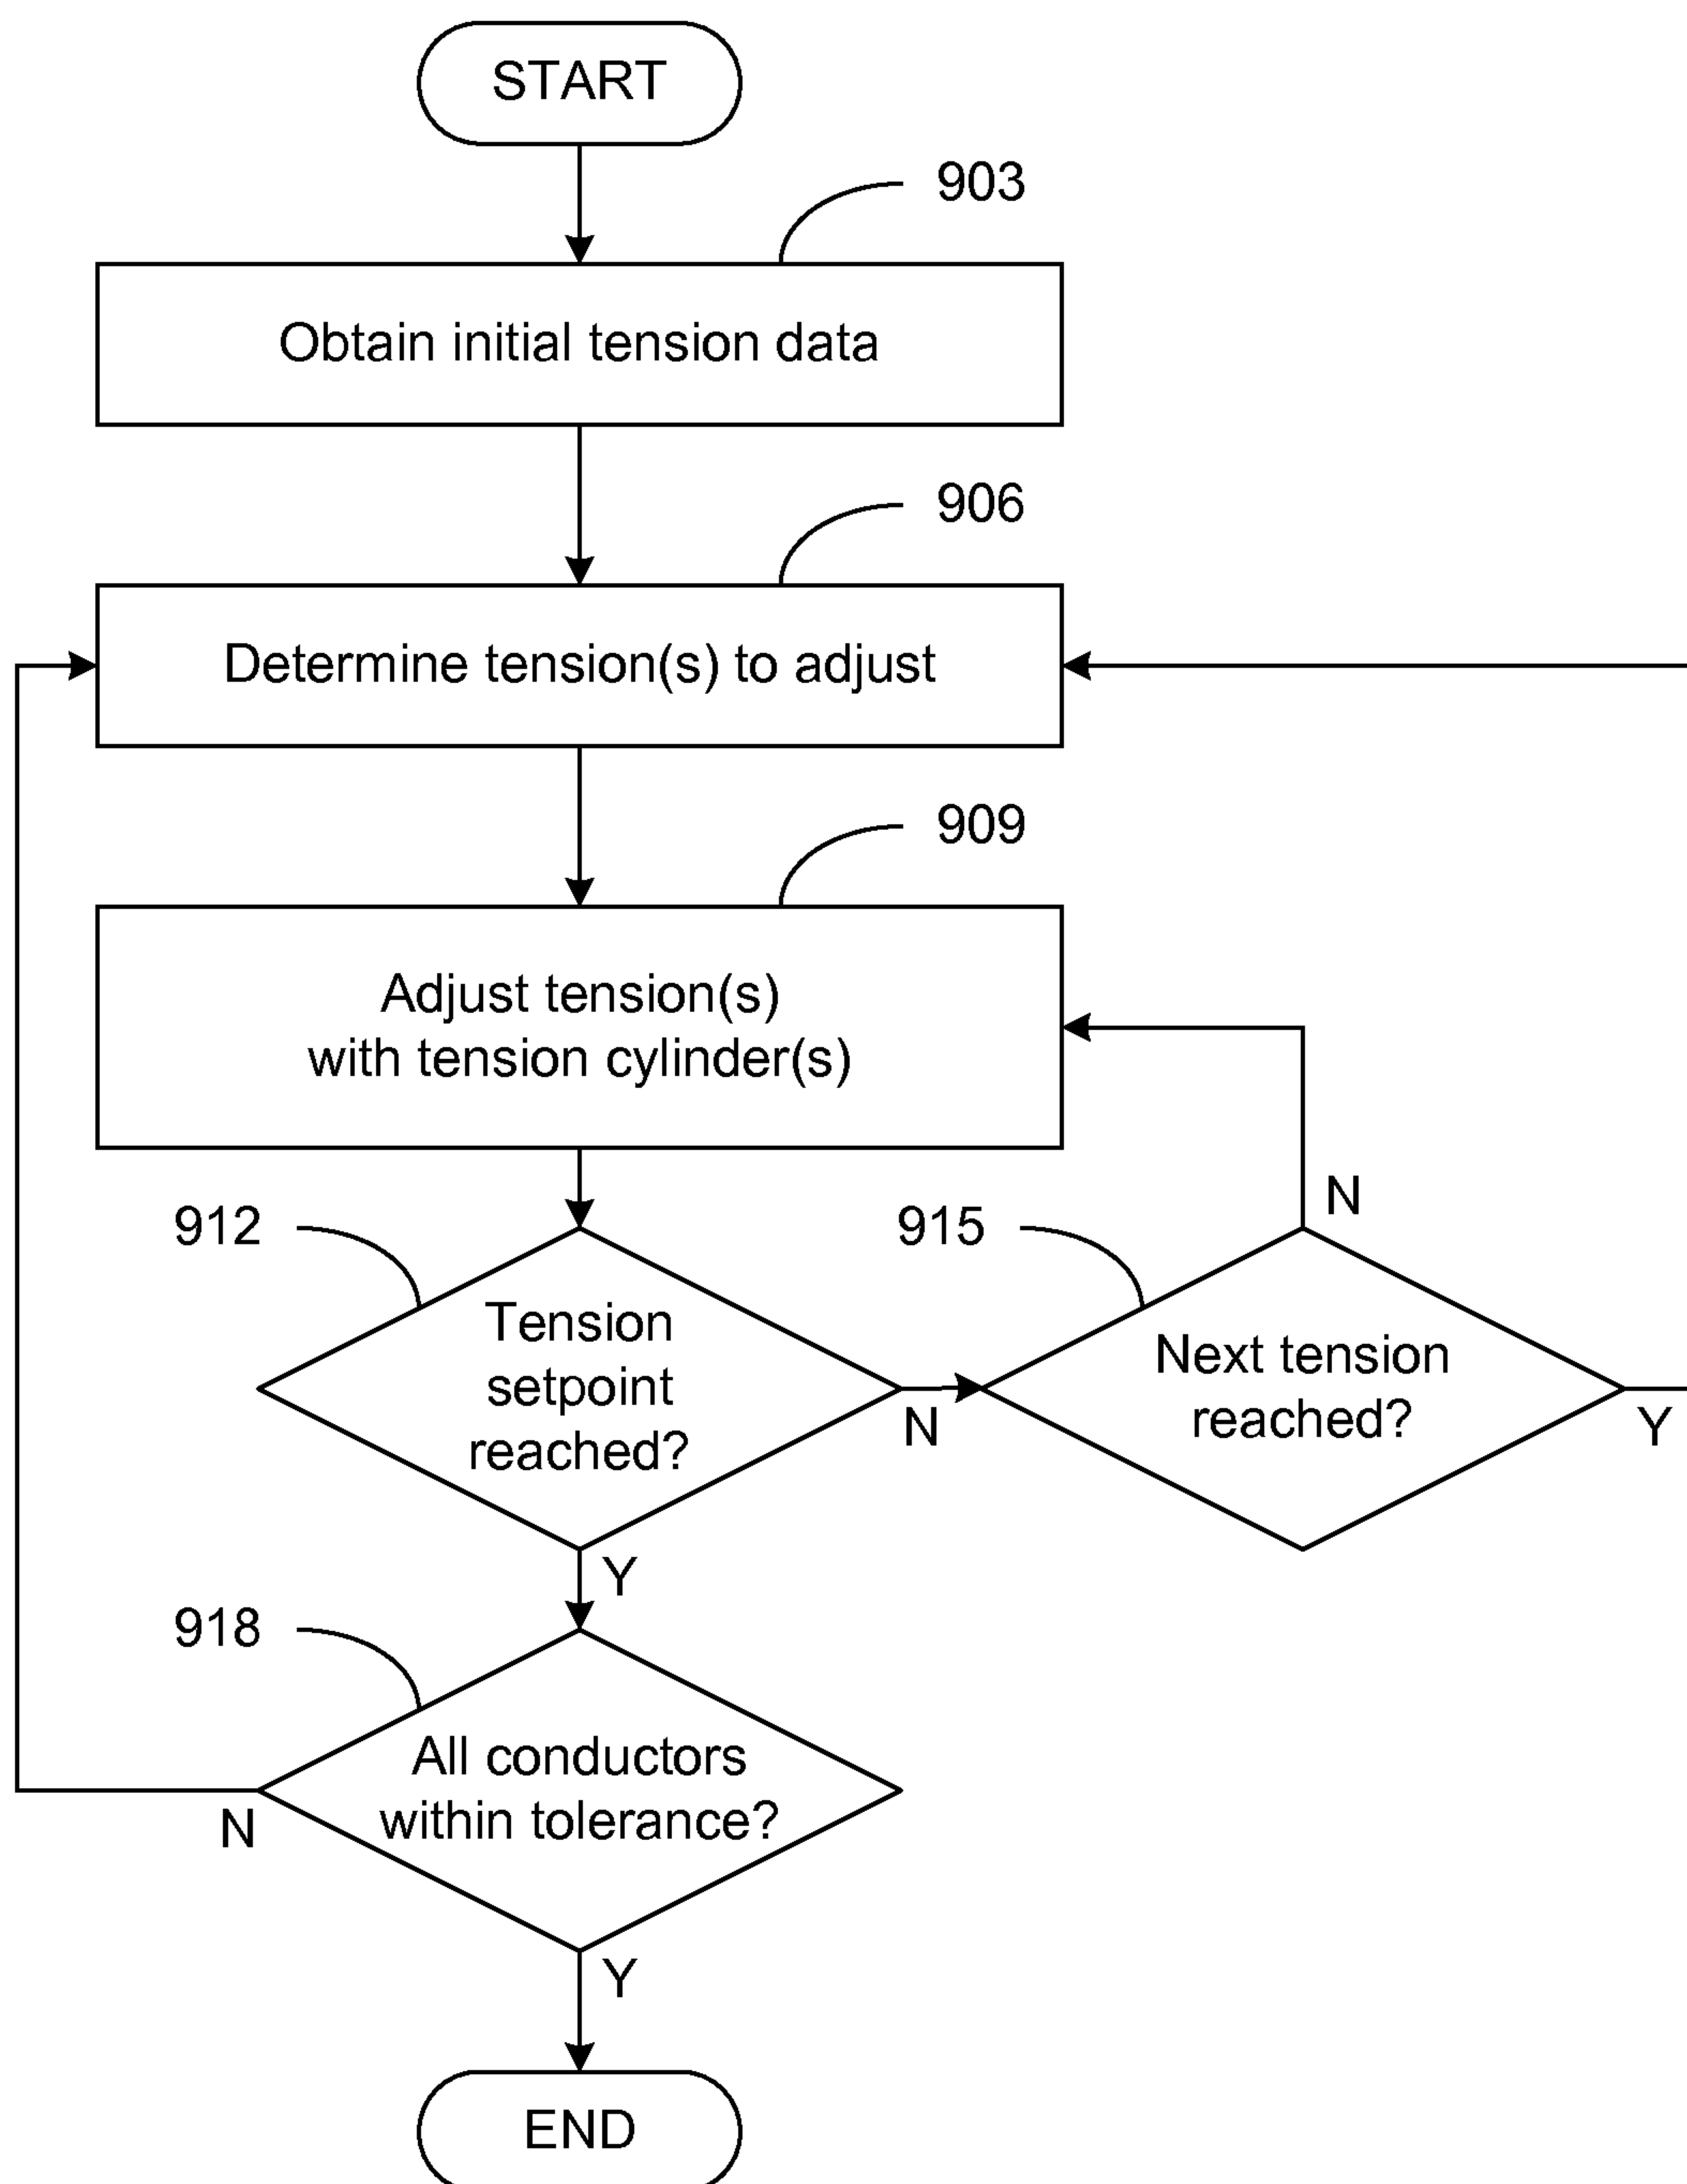 START
903
Obtain initial tension data
906
Determine tension(s) to adjust
909
Adjust tension(s)
with tension cylinder(s)
N
912
915
Tension
setpoint
reached?
Next tension
reached?
N
Y
Y
918
All conductors
within tolerance?
N
Y
END